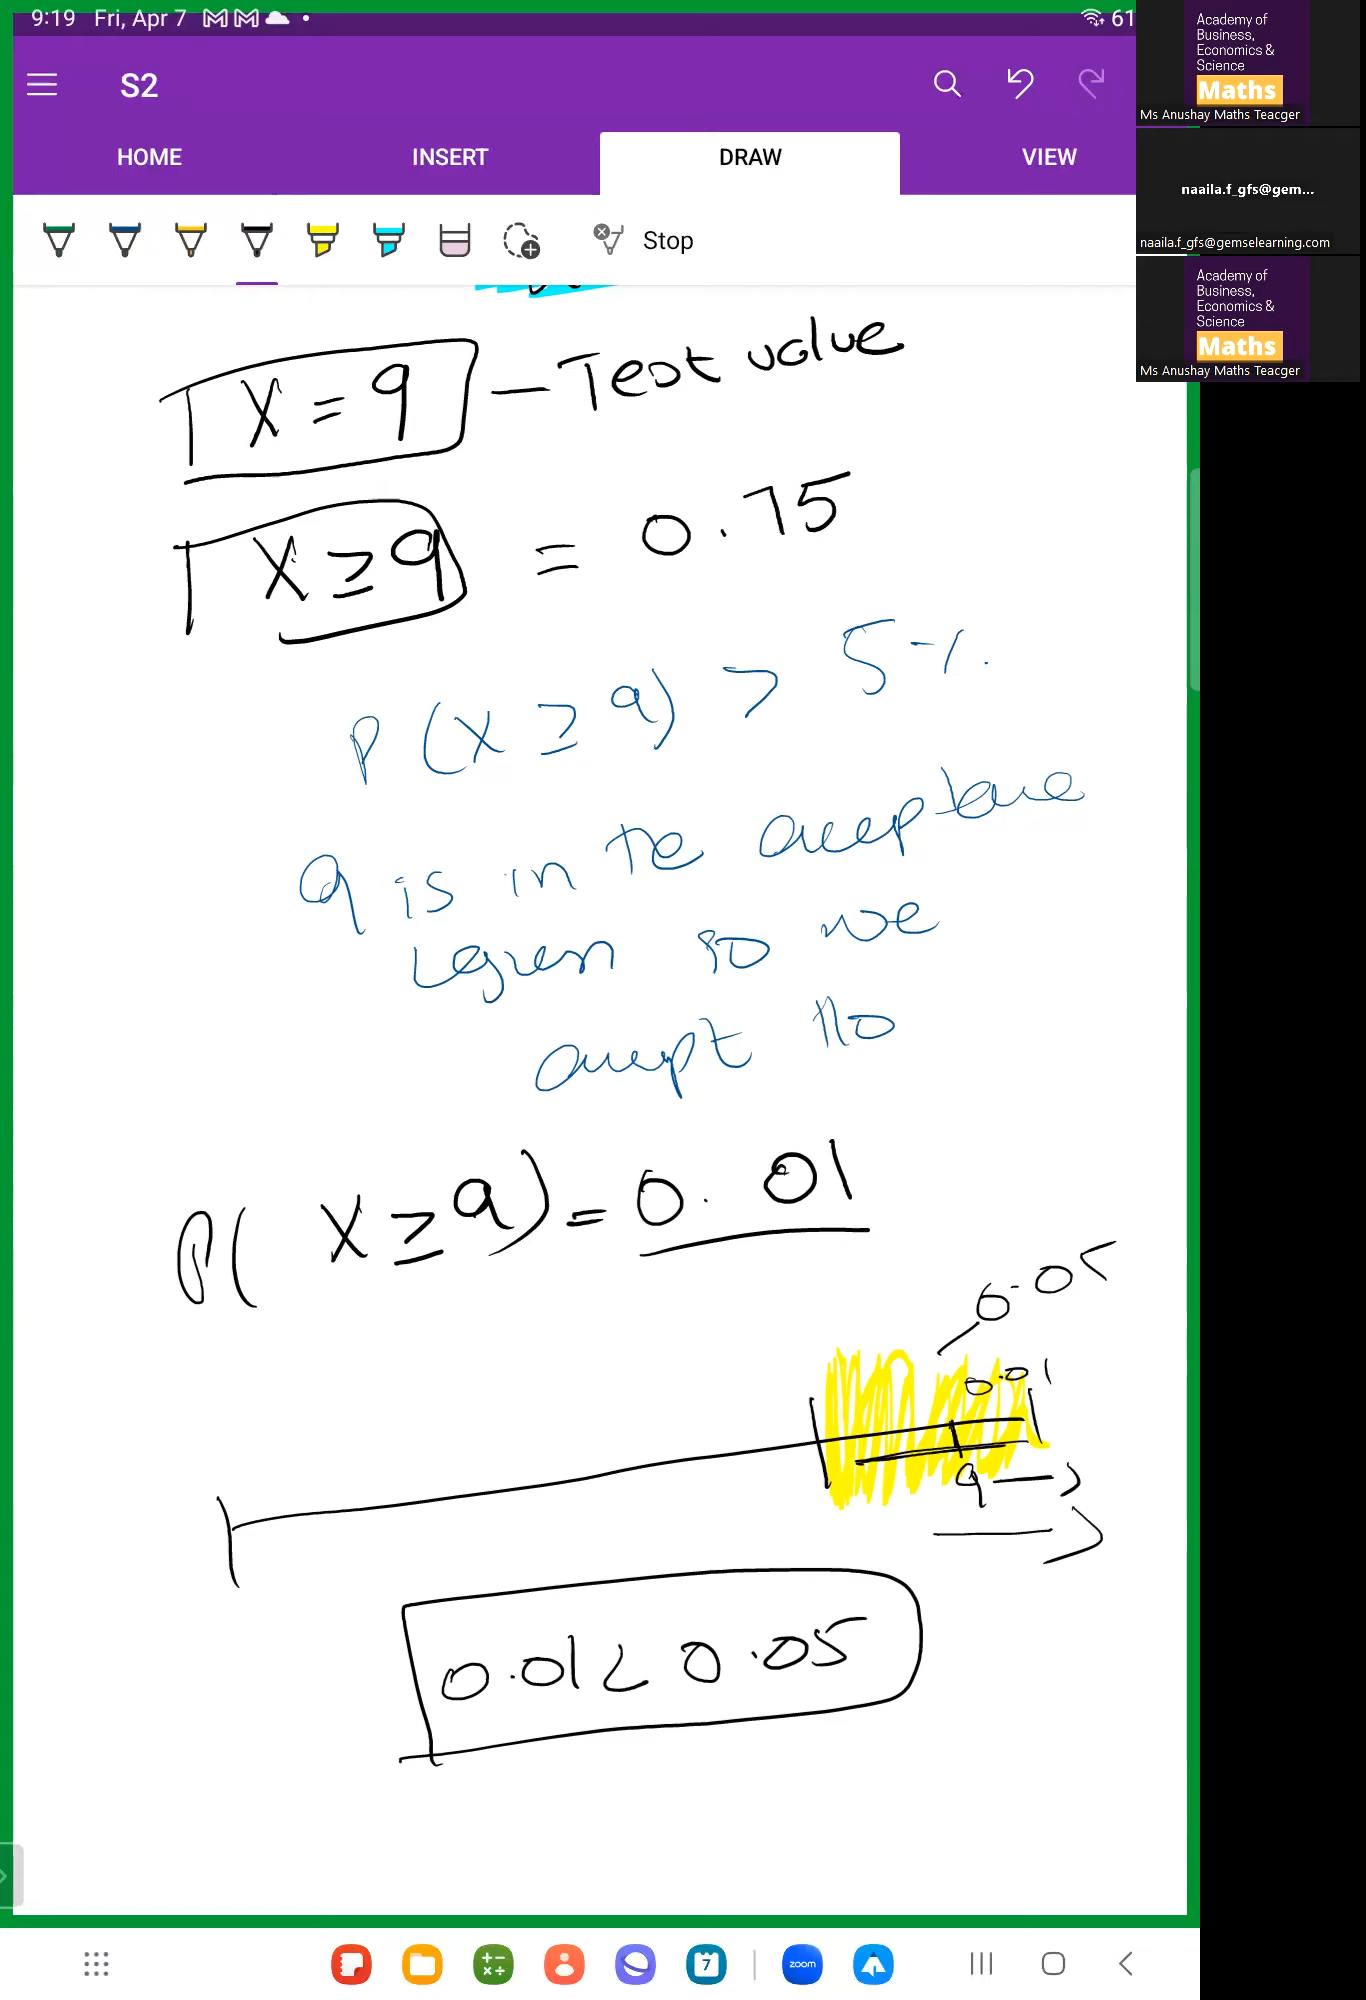 9:19 Fri, Apr 7
61
S2
HOME INSERT DRAW VIEW
Stop
Academy of
Business,
Economics &
Science
Maths
Ms Anushay Maths Teacger
naaila.f_gfs@gem...
naaila.f_gfs@gemselearning.com
Academy of
Business,
Economics &
Science
Maths
Ms Anushay Maths Teacger
X = 9 - Test value
X ≥ 9 = 0.75
P(X ≥ 9) > 5%
9 is in the acceptance
region so we
accept H0
P(X ≥ 9) = 0.01
0.05
0.01
9 →
0.01 < 0.05
7
zoom